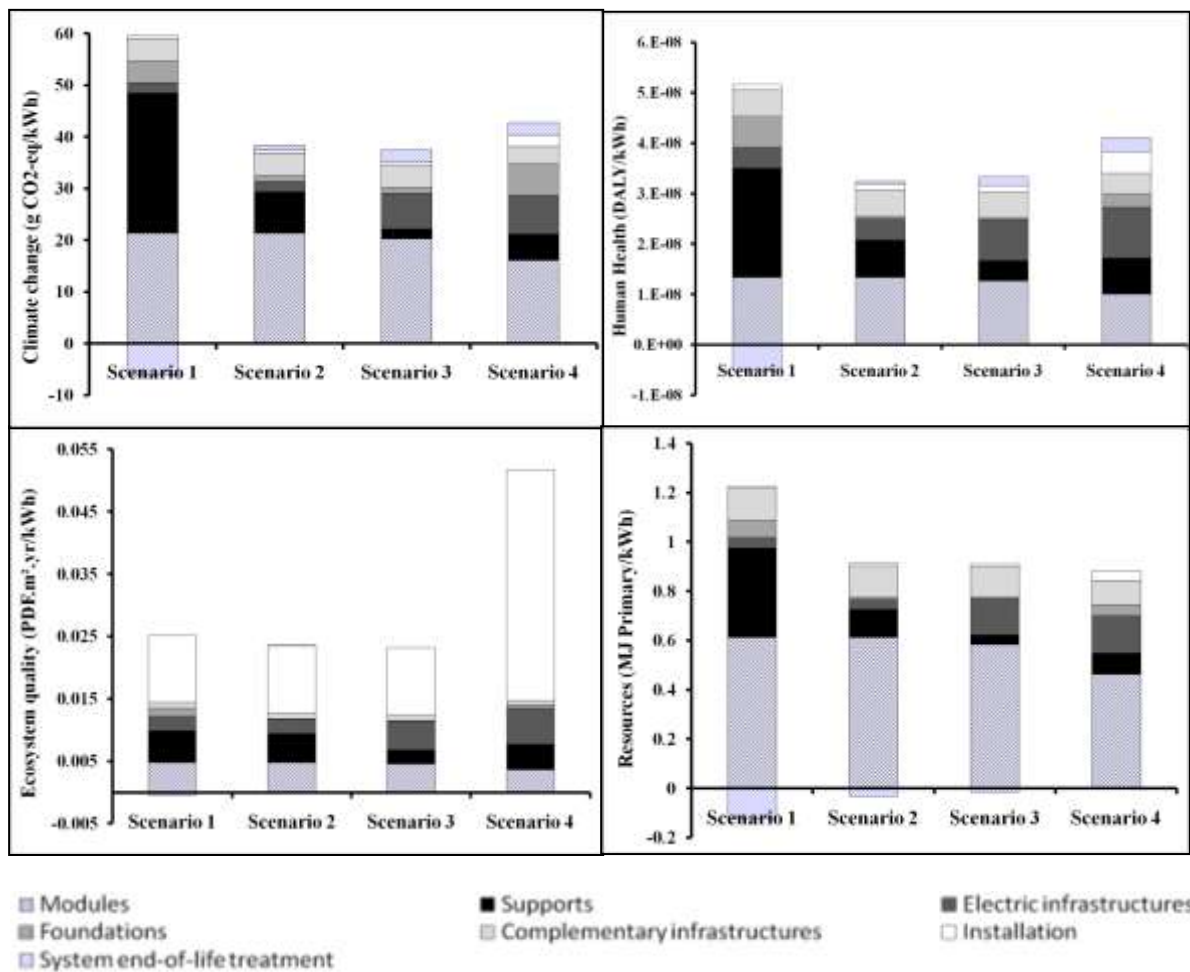 Climate change (g CO2-eq/kWh)
60
50
40
30
20
10
0
-10
Scenario 1
Scenario 2
Scenario 3
Scenario 4
Human Health (DALY/kWh)
6.E-08
5.E-08
4.E-08
3.E-08
2.E-08
1.E-08
0.E+00
-1.E-08
Scenario 1
Scenario 2
Scenario 3
Scenario 4
Ecosystem quality (PDF.m².yr/kWh)
0.055
0.045
0.035
0.025
0.015
0.005
-0.005
Scenario 1
Scenario 2
Scenario 3
Scenario 4
Resources (MJ Primary/kWh)
1.4
1.2
1
0.8
0.6
0.4
0.2
0
-0.2
Scenario 1
Scenario 2
Scenario 3
Scenario 4
Modules
Supports
Electric infrastructures
Foundations
Complementary infrastructures
Installation
System end-of-life treatment